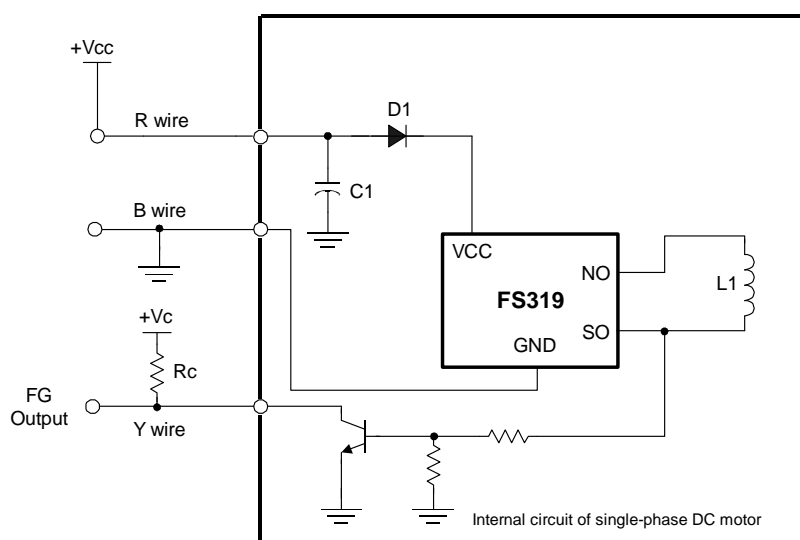 +Vcc
R wire
D1
C1
B wire
VCC
NO
FS319
L1
SO
GND
+Vc
Rc
FG
Output
Y wire
Internal circuit of single-phase DC motor